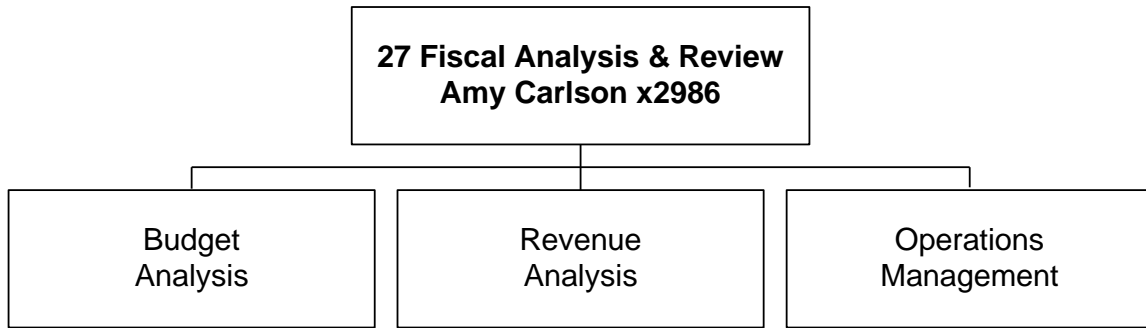 27 Fiscal Analysis & Review
Amy Carlson x2986
Budget
Analysis
Revenue
Analysis
Operations
Management